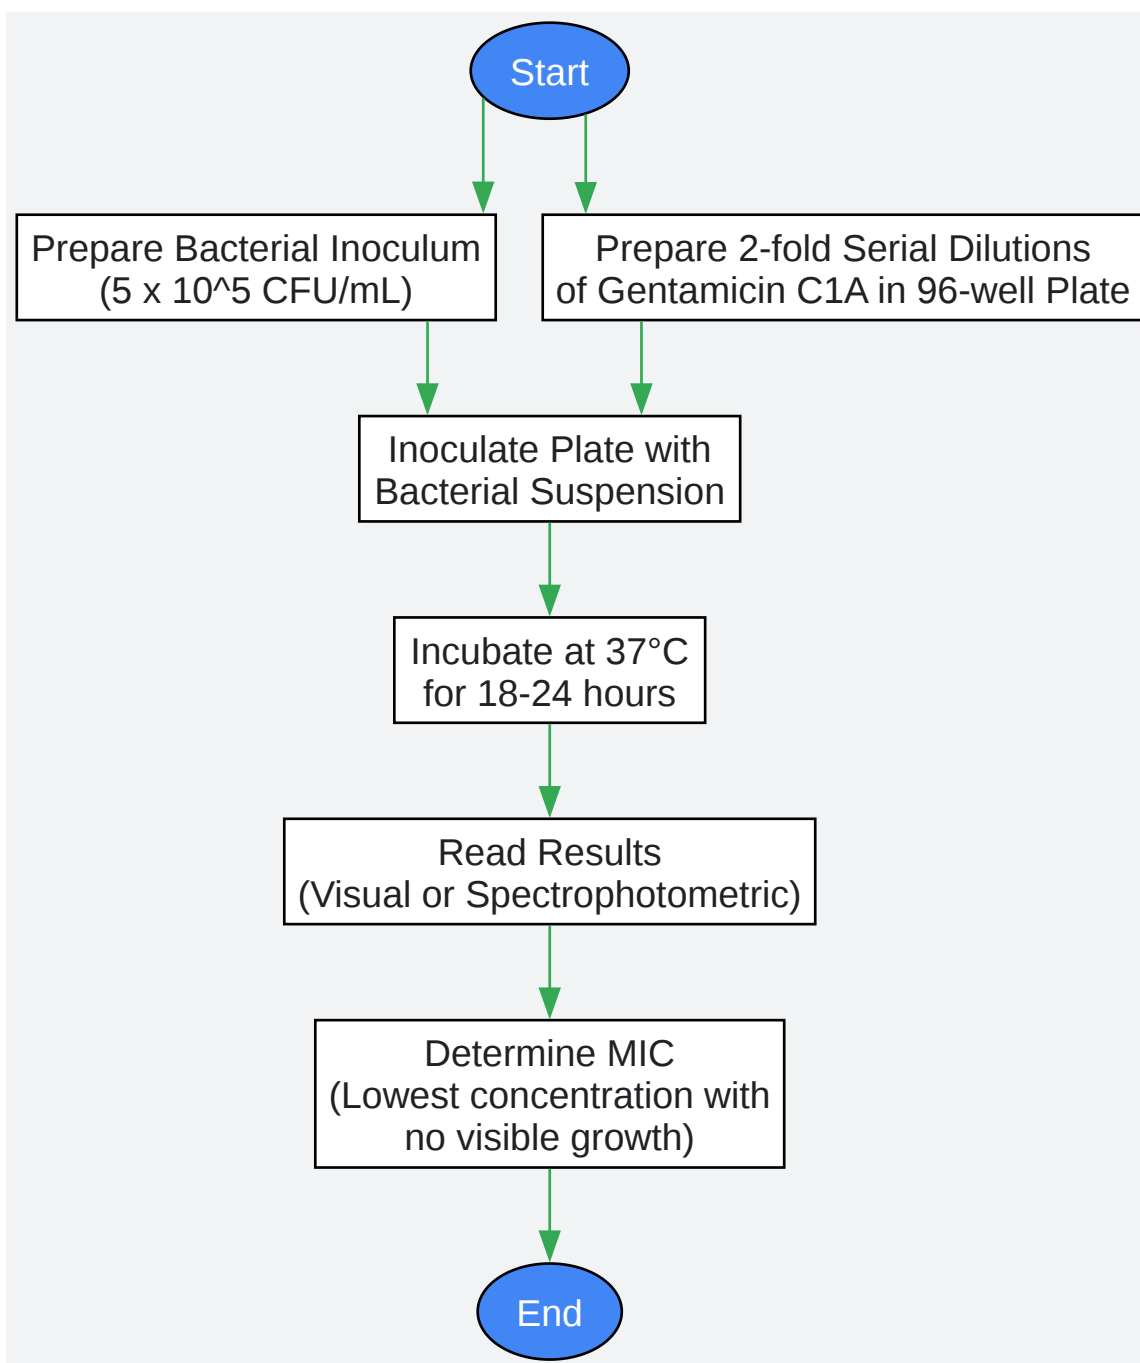 Start
Prepare Bacterial Inoculum
(5 x 10^5 CFU/mL)
Prepare 2-fold Serial Dilutions
of Gentamicin C1A in 96-well Plate
Inoculate Plate with
Bacterial Suspension
Incubate at 37°C
for 18-24 hours
Read Results
(Visual or Spectrophotometric)
Determine MIC
(Lowest concentration with
no visible growth)
End